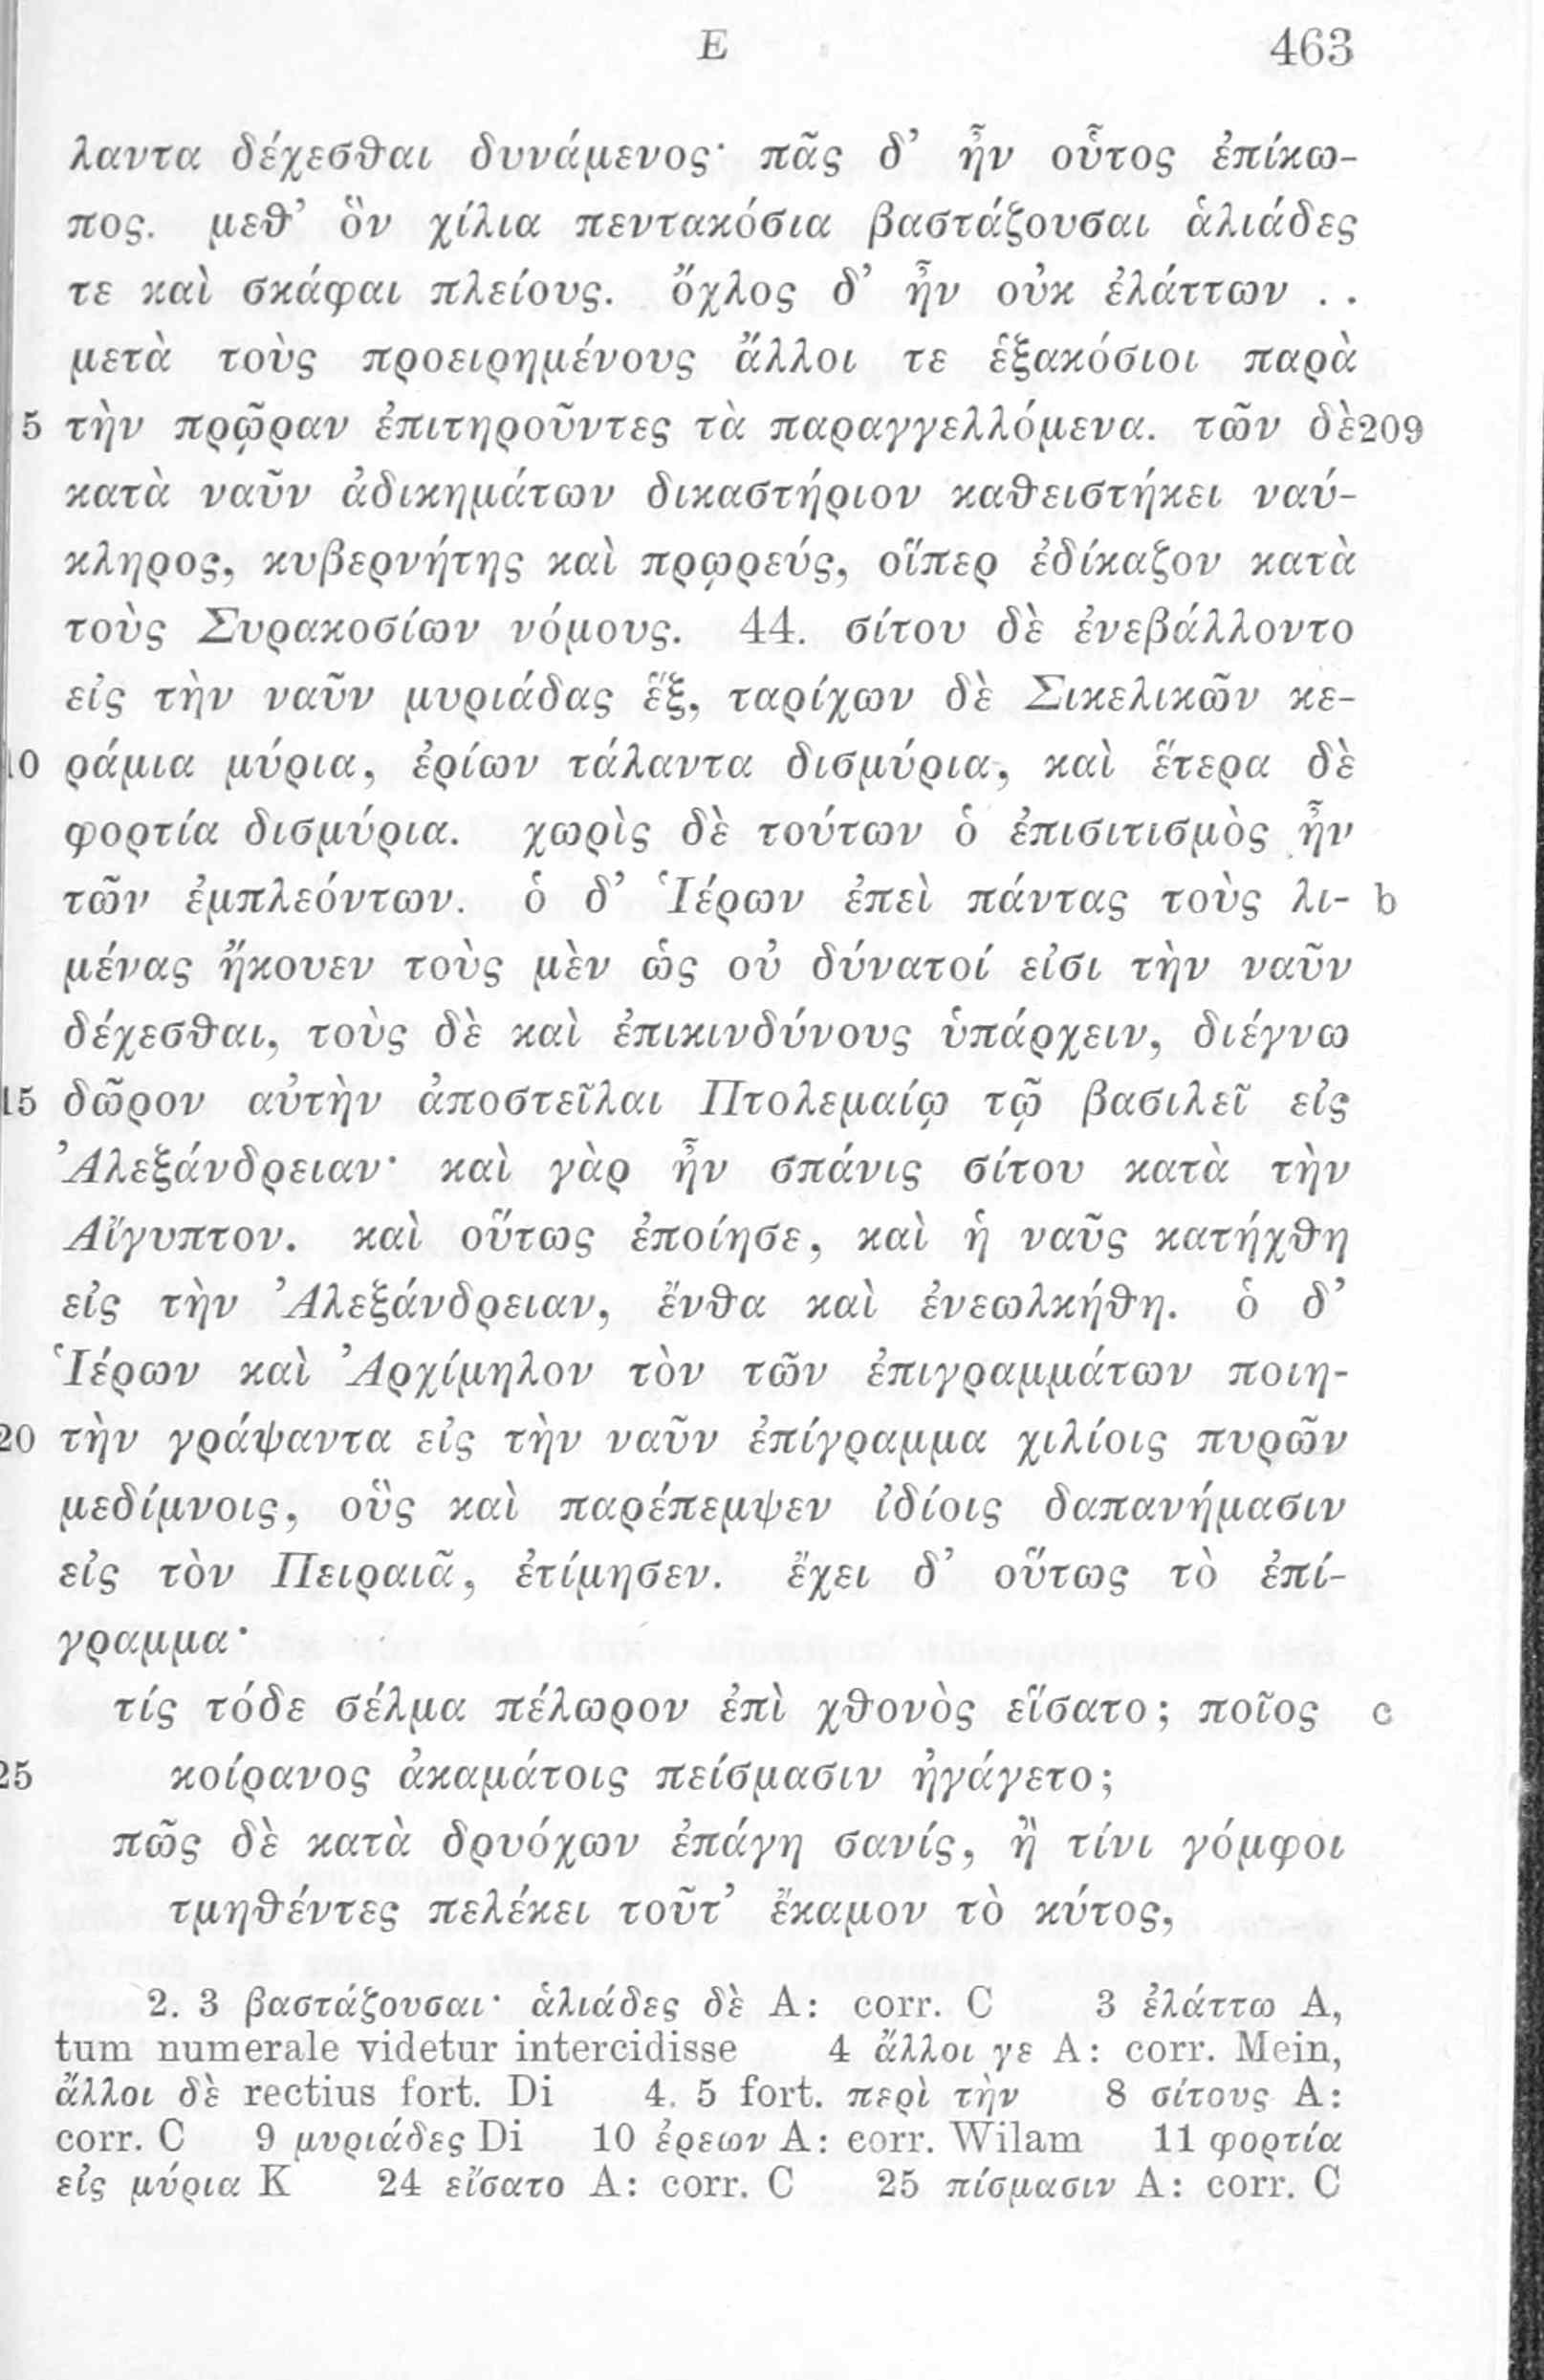 E 463
λαντα δέχεσθαι δυνάμενος· πᾶς δ’ ἦν οὗτος ἐπίκω-
πος. μεθ’ ὃν χίλια πεντακόσια βαστάζουσαι ἁλιάδες
τε καὶ σκάφαι πλείους. ὄχλος δ’ ἦν οὐκ ἐλάττων . .
μετὰ τοὺς προειρημένους ἄλλοι τε ἑξακόσιοι παρὰ
5 τὴν πρῷραν ἐπιτηροῦντες τὰ παραγγελλόμενα. τῶν δὲ 209
κατὰ ναῦν ἀδικημάτων δικαστήριον καθειστήκει ναύ-
κληρος, κυβερνήτης καὶ πρῳρεύς, οἵπερ ἐδίκαζον κατὰ
τοὺς Συρακοσίων νόμους. 44. σίτου δὲ ἐνεβάλλοντο
εἰς τὴν ναῦν μυριάδας ἕξ, ταρίχων δὲ Σικελικῶν κε-
10 ράμια μύρια, ἐρίων τάλαντα δισμύρια, καὶ ἕτερα δὲ
φορτία δισμύρια. χωρὶς δὲ τούτων ὁ ἐπισιτισμὸς ἦν
τῶν ἐμπλεόντων. ὁ δ’ Ἱέρων ἐπεὶ πάντας τοὺς λι- b
μένας ἤκουεν τοὺς μὲν ὡς οὐ δύνατοί εἰσι τὴν ναῦν
δέχεσθαι, τοὺς δὲ καὶ ἐπικινδύνους ὑπάρχειν, διέγνω
15 δῶρον αὐτὴν ἀποστεῖλαι Πτολεμαίῳ τῷ βασιλεῖ εἰς
Ἀλεξάνδρειαν· καὶ γὰρ ἦν σπάνις σίτου κατὰ τὴν
Αἴγυπτον. καὶ οὕτως ἐποίησε, καὶ ἡ ναῦς κατήχθη
εἰς τὴν Ἀλεξάνδρειαν, ἔνθα καὶ ἐνεωλκήθη. ὁ δ’
Ἱέρων καὶ Ἀρχίμηλον τὸν τῶν ἐπιγραμμάτων ποιη-
20 τὴν γράψαντα εἰς τὴν ναῦν ἐπίγραμμα χιλίοις πυρῶν
μεδίμνοις, οὓς καὶ παρέπεμψεν ἰδίοις δαπανήμασιν
εἰς τὸν Πειραιᾶ, ἐτίμησεν. ἔχει δ’ οὕτως τὸ ἐπί-
γραμμα·
τίς τόδε σέλμα πέλωρον ἐπὶ χθονὸς εἵσατο; ποῖος c
25 κοίρανος ἀκαμάτοις πείσμασιν ἠγάγετο;
πῶς δὲ κατὰ δρυόχων ἐπάγη σανίς, ἢ τίνι γόμφοι
τμηθέντες πελέκει τοῦτ’ ἔκαμον τὸ κύτος,
2. 3 βαστάζουσαι· ἁλιάδες δὲ A: corr. C 3 ἐλάττω A,
tum numerale videtur intercidisse 4 ἄλλοι γε A: corr. Mein,
ἄλλοι δὲ rectius fort. Di 4. 5 fort. περὶ τὴν 8 σίτους A:
corr. C 9 μυριάδες Di 10 ἐρεων A: corr. Wilam 11 φορτία
εἰς μύρια K 24 εἴσατο A: corr. C 25 πίσμασιν A: corr. C